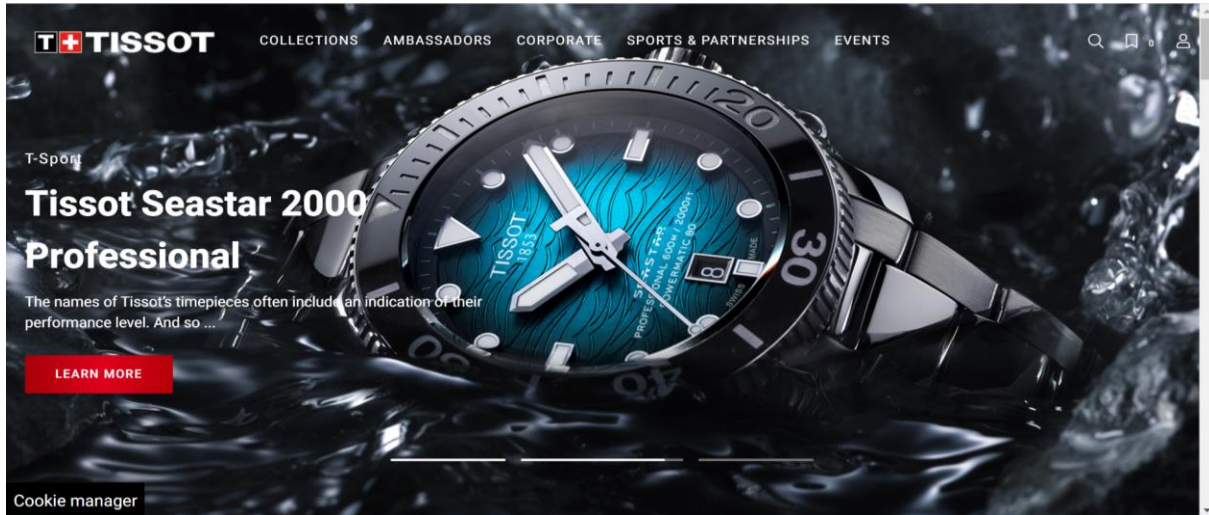 T+TISSOT
COLLECTIONS AMBASSADORS CORPORATE SPORTS & PARTNERSHIPS EVENTS
0
T-Sport
Tissot Seastar 2000
Professional
The names of Tissot's timepieces often include an indication of their
performance level. And so ...
LEARN MORE
20
30
40
50
TISSOT
1853
SEASTAR
PROFESSIONAL 600M / 2000FT
POWERMATIC 80
8
SWISS MADE
Cookie manager